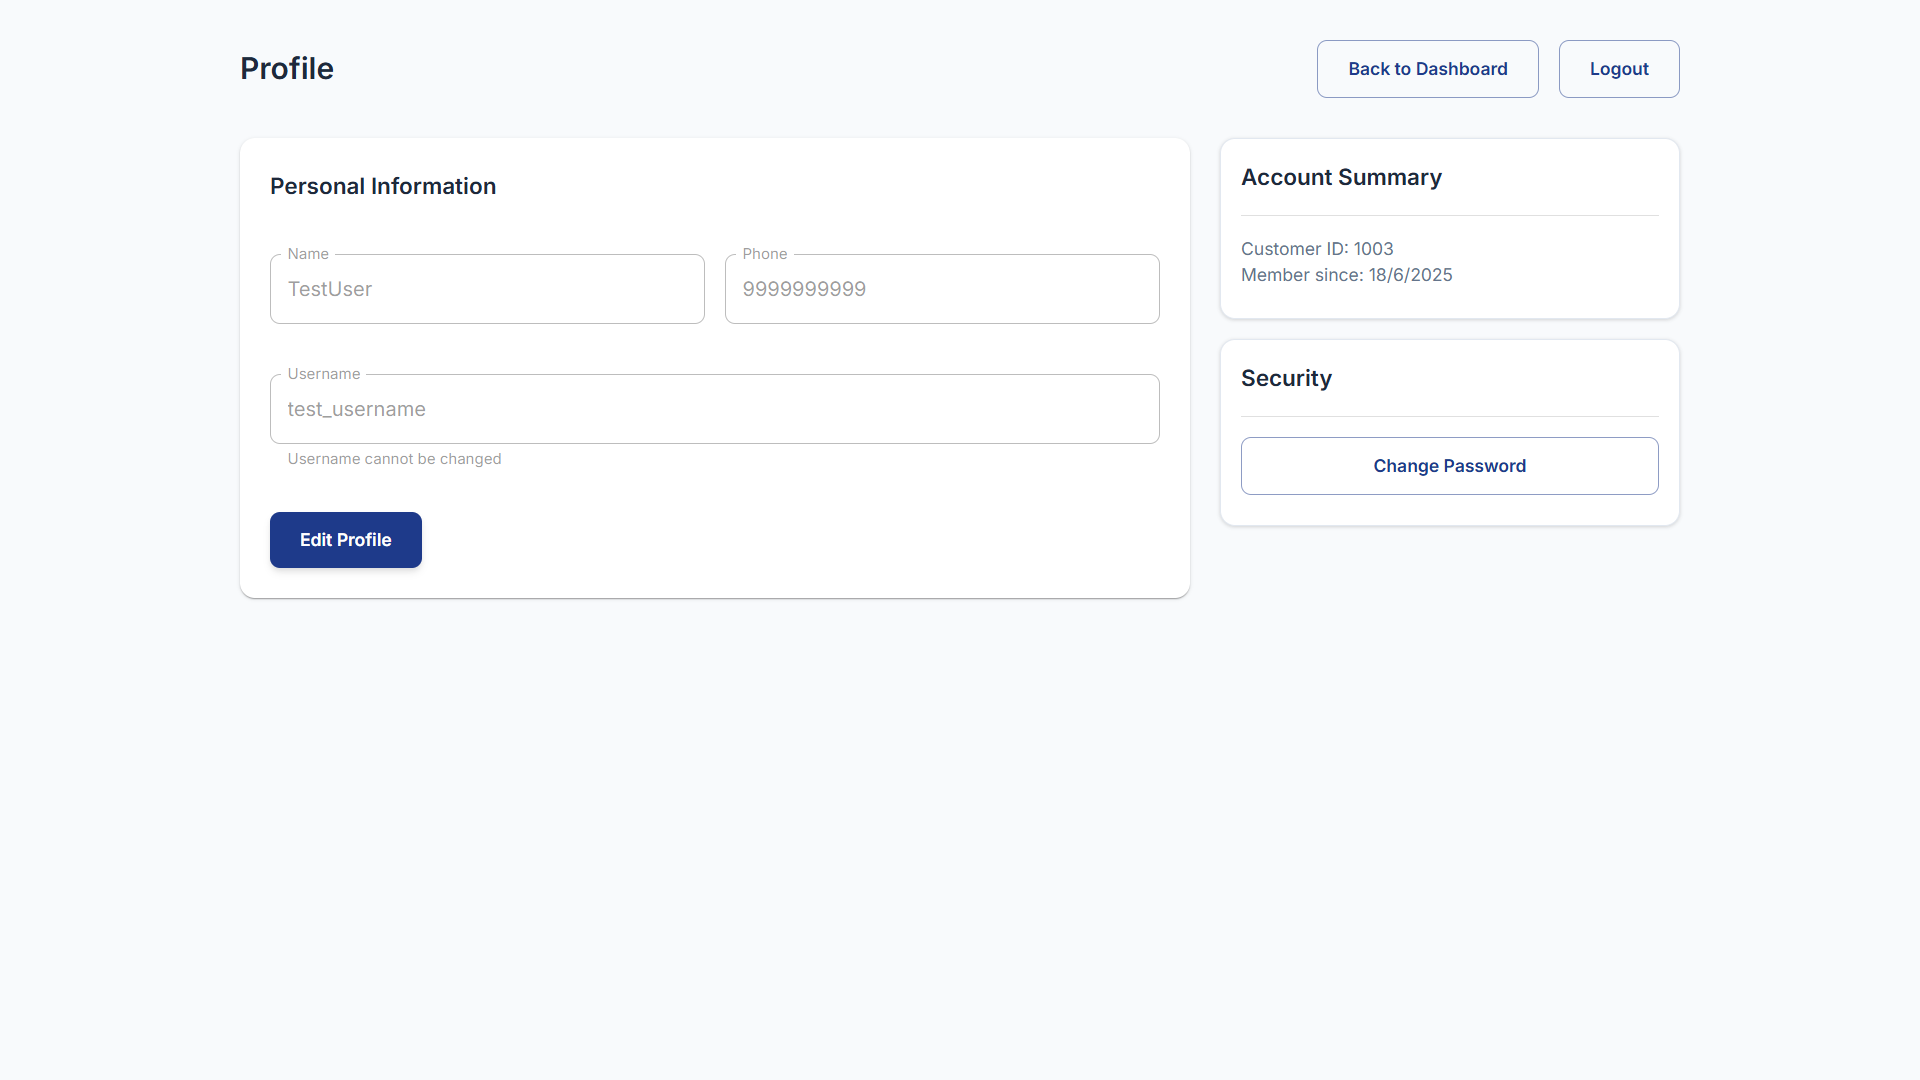 Profile
Back to Dashboard
Logout
Personal Information
Name
TestUser
Phone
9999999999
Username
test_username
Username cannot be changed
Edit Profile
Account Summary
Customer ID: 1003
Member since: 18/6/2025
Security
Change Password